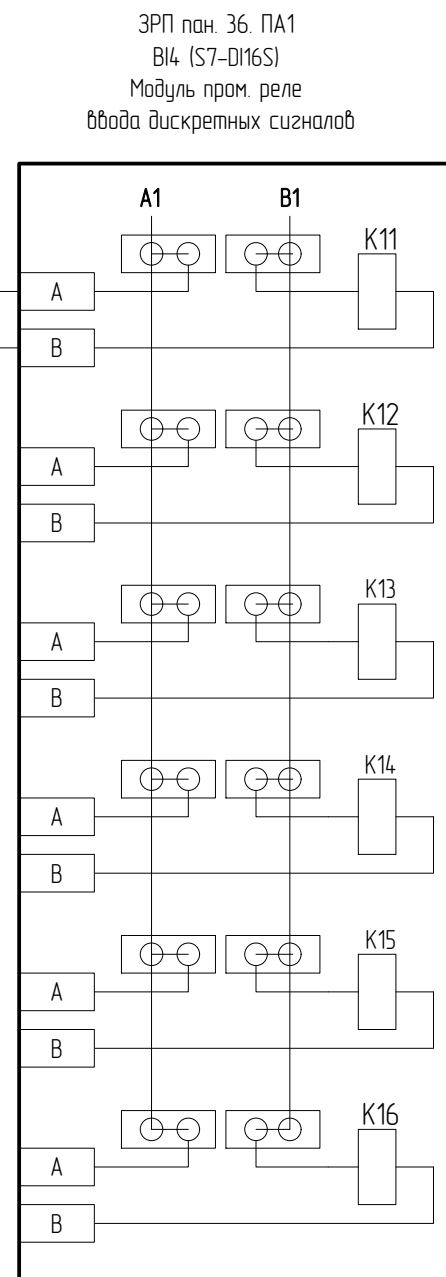 ЗРП пан. 36. ПА1
BI4 (S7-DI16S)
Модуль пром. реле
ввода дискретных сигналов
A1 B1
K11
A
B
K12
A
B
K13
A
B
K14
A
B
K15
A
B
K16
A
B